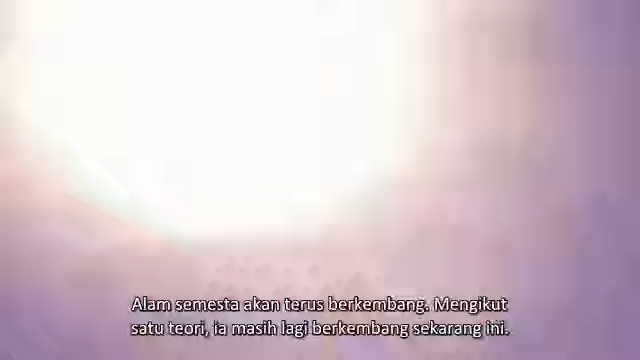 Alam semesta akan terus berkembang. Mengikut
satu teori, ia masih lagi berkembang sekarang ini.